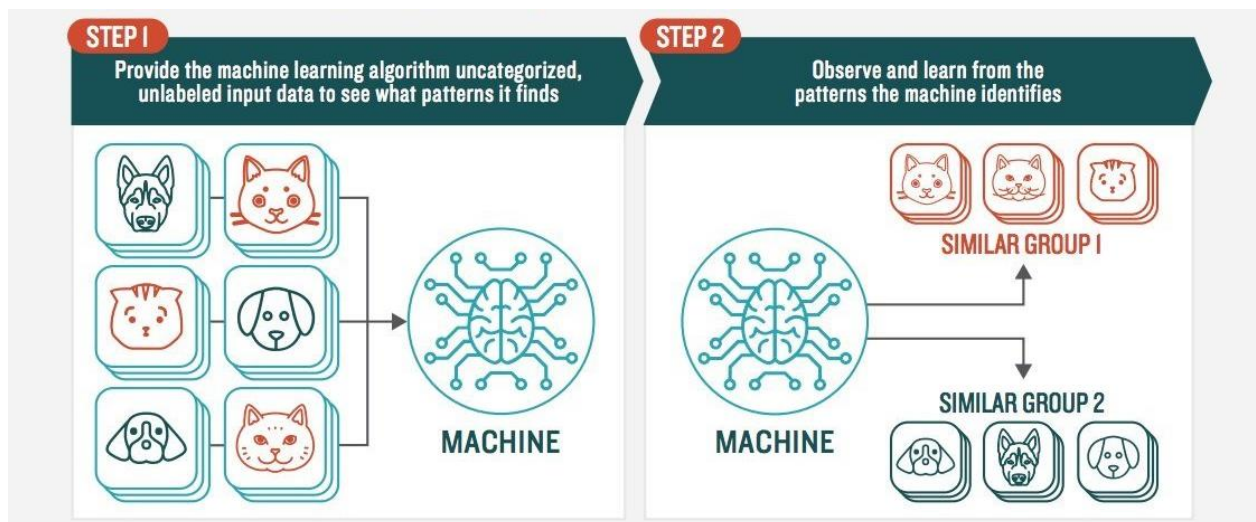 STEP 1
Provide the machine learning algorithm uncategorized,
unlabeled input data to see what patterns it finds
MACHINE
STEP 2
Observe and learn from the
patterns the machine identifies
SIMILAR GROUP 1
MACHINE
SIMILAR GROUP 2